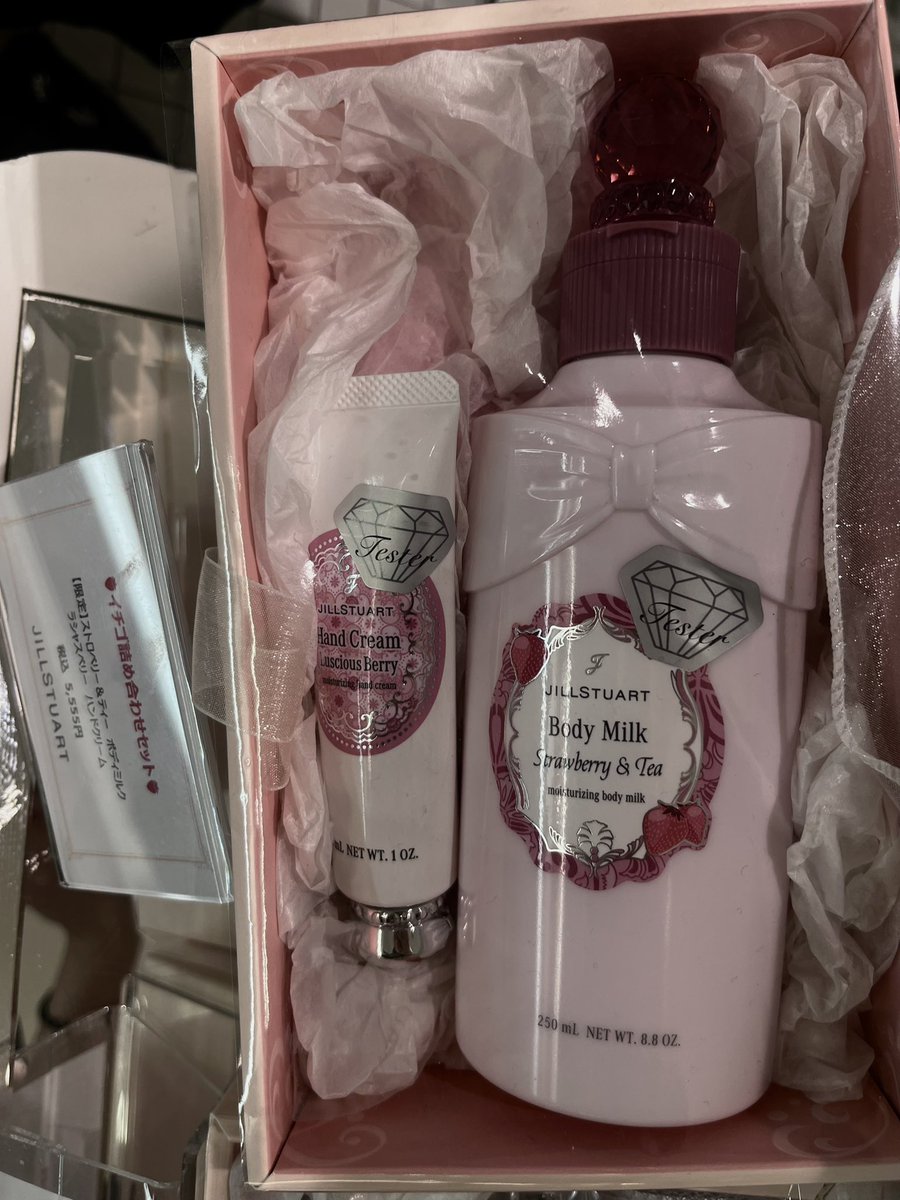 ♥イチゴ詰め合わせセット♥
【限定】ストロベリー&ティー ボディミルク
ラシャスベリー ハンドクリーム
税込 5,555円
JILLSTUART
Tester
J
JILLSTUART
Hand Cream
Luscious Berry
moisturizing hand cream
J
mL NET WT. 1 OZ.
Tester
J
JILLSTUART
Body Milk
Strawberry & Tea
moisturizing body milk
250 mL NET WT. 8.8 OZ.